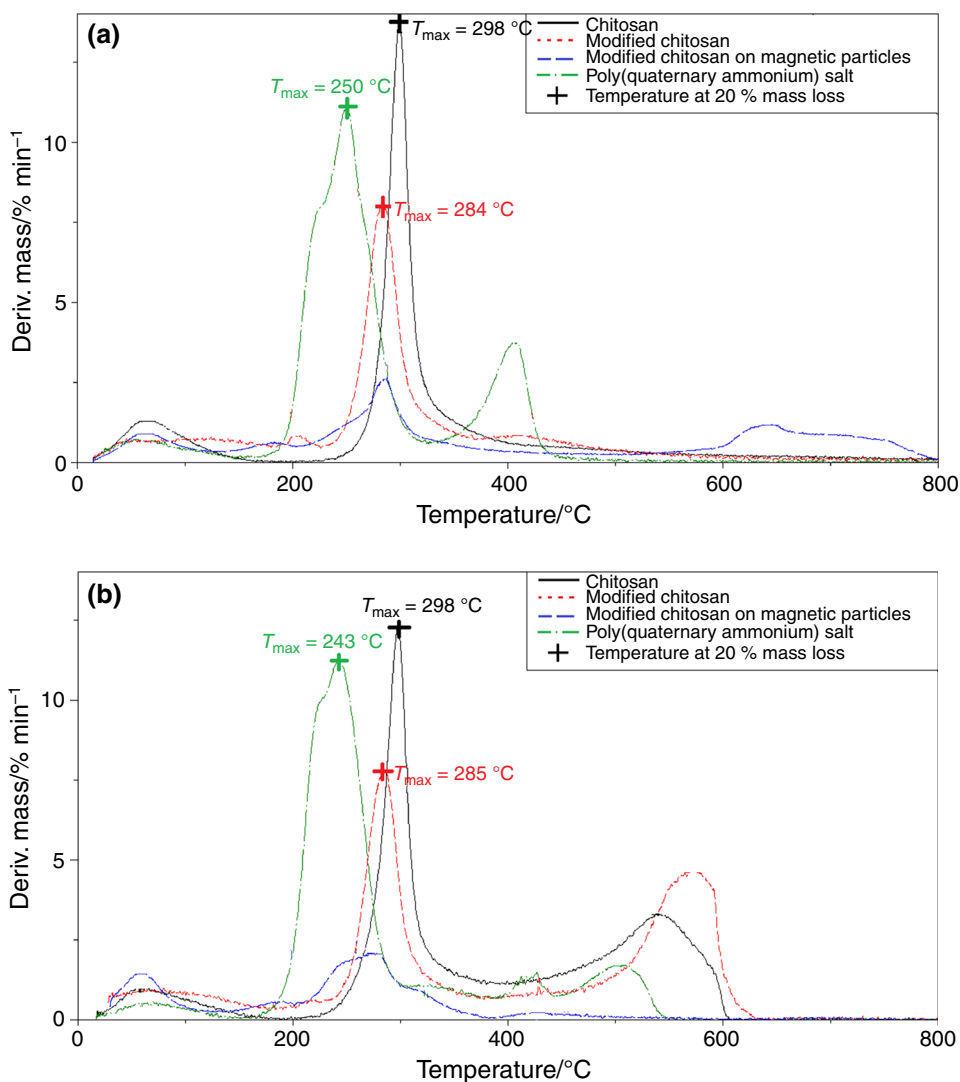 (a)
Tmax = 298 °C
Chitosan
Modified chitosan
Modified chitosan on magnetic particles
Poly(quaternary ammonium) salt
Temperature at 20 % mass loss
Tmax = 250 °C
Tmax = 284 °C
Deriv. mass/% min⁻¹
10
5
0
0 200 400 600 800
Temperature/°C
(b)
Tmax = 298 °C
Chitosan
Modified chitosan
Modified chitosan on magnetic particles
Poly(quaternary ammonium) salt
Temperature at 20 % mass loss
Tmax = 243 °C
Tmax = 285 °C
Deriv. mass/% min⁻¹
10
5
0
0 200 400 600 800
Temperature/°C